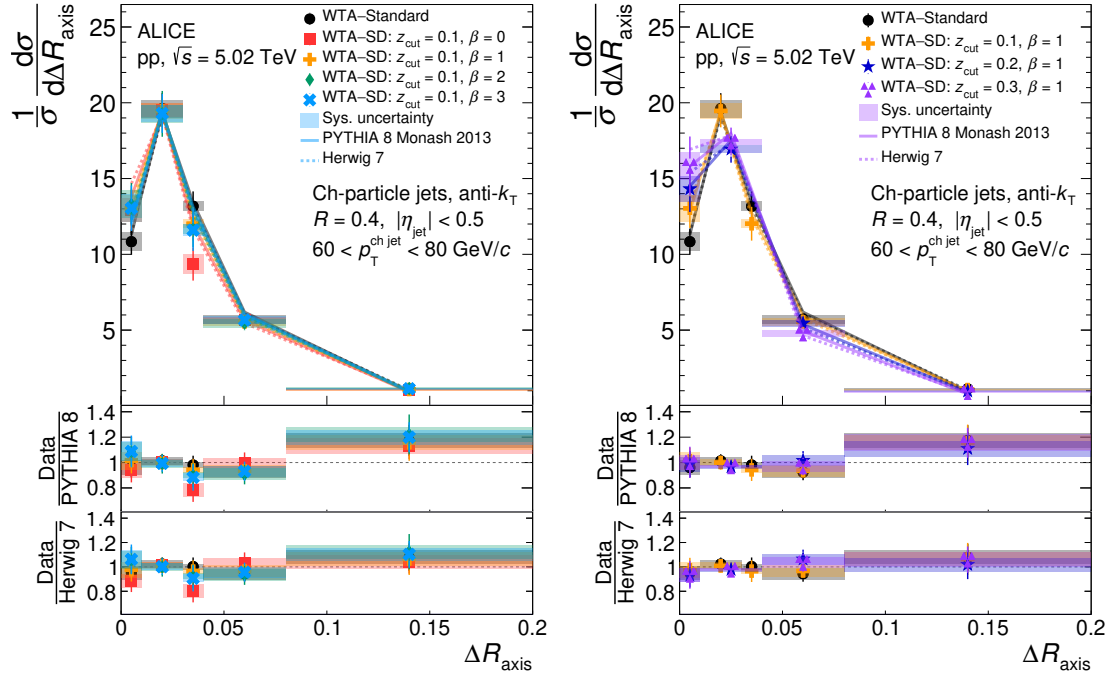 1/σ dσ/dΔR_axis
ALICE
pp, √s = 5.02 TeV
WTA−Standard
WTA−SD: z_cut = 0.1, β = 0
WTA−SD: z_cut = 0.1, β = 1
WTA−SD: z_cut = 0.1, β = 2
WTA−SD: z_cut = 0.1, β = 3
Sys. uncertainty
PYTHIA 8 Monash 2013
Herwig 7
Ch-particle jets, anti-k_T
R = 0.4, |η_jet| < 0.5
60 < p_T^ch jet < 80 GeV/c
25
20
15
10
5
Data
PYTHIA 8
1.4
1.2
1
0.8
Data
Herwig 7
1.4
1.2
1
0.8
0 0.05 0.1 0.15 0.2
ΔR_axis
1/σ dσ/dΔR_axis
ALICE
pp, √s = 5.02 TeV
WTA−Standard
WTA−SD: z_cut = 0.1, β = 1
WTA−SD: z_cut = 0.2, β = 1
WTA−SD: z_cut = 0.3, β = 1
Sys. uncertainty
PYTHIA 8 Monash 2013
Herwig 7
Ch-particle jets, anti-k_T
R = 0.4, |η_jet| < 0.5
60 < p_T^ch jet < 80 GeV/c
25
20
15
10
5
Data
PYTHIA 8
1.4
1.2
1
0.8
Data
Herwig 7
1.4
1.2
1
0.8
0 0.05 0.1 0.15 0.2
ΔR_axis